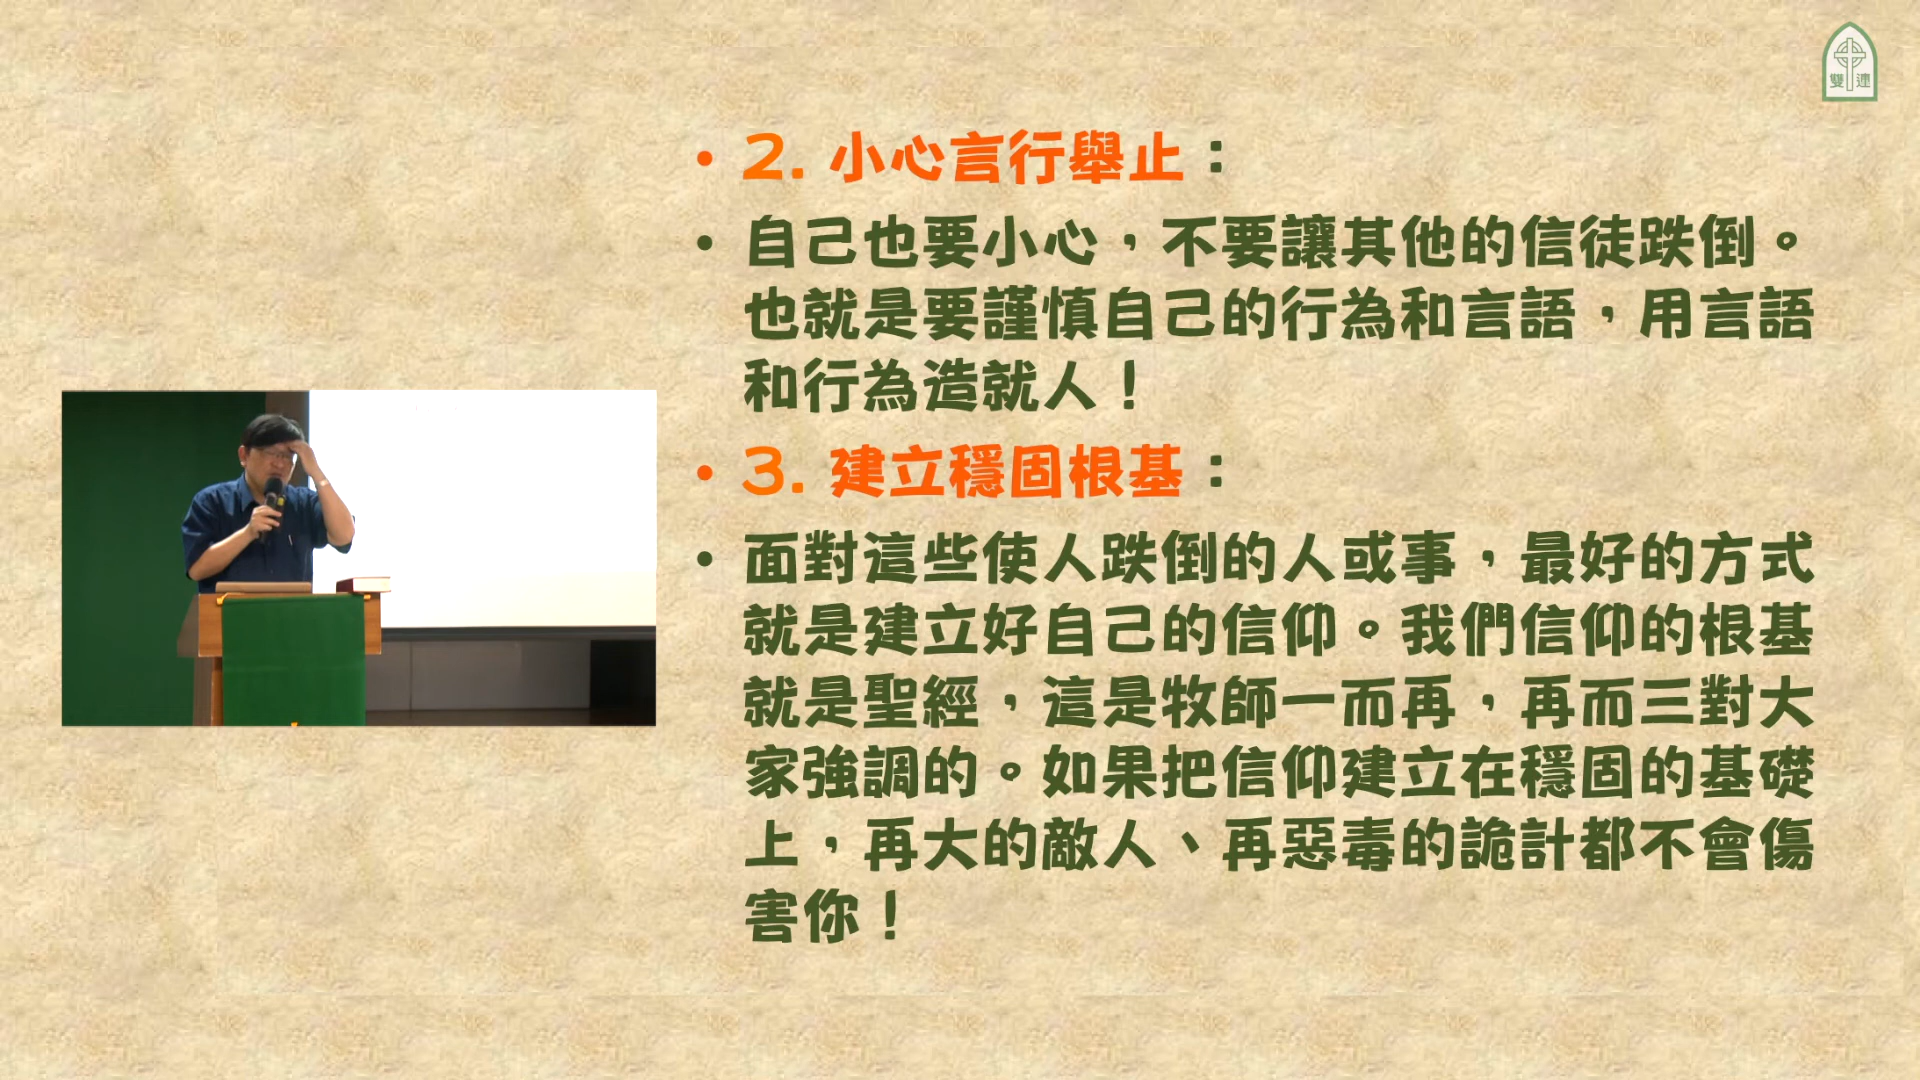 雙連
• 2. 小心言行舉止：
• 自己也要小心，不要讓其他的信徒跌倒。
也就是要謹慎自己的行為和言語，用言語
和行為造就人！
• 3. 建立穩固根基：
• 面對這些使人跌倒的人或事，最好的方式
就是建立好自己的信仰。我們信仰的根基
就是聖經，這是牧師一而再，再而三對大
家強調的。如果把信仰建立在穩固的基礎
上，再大的敵人、再惡毒的詭計都不會傷
害你！